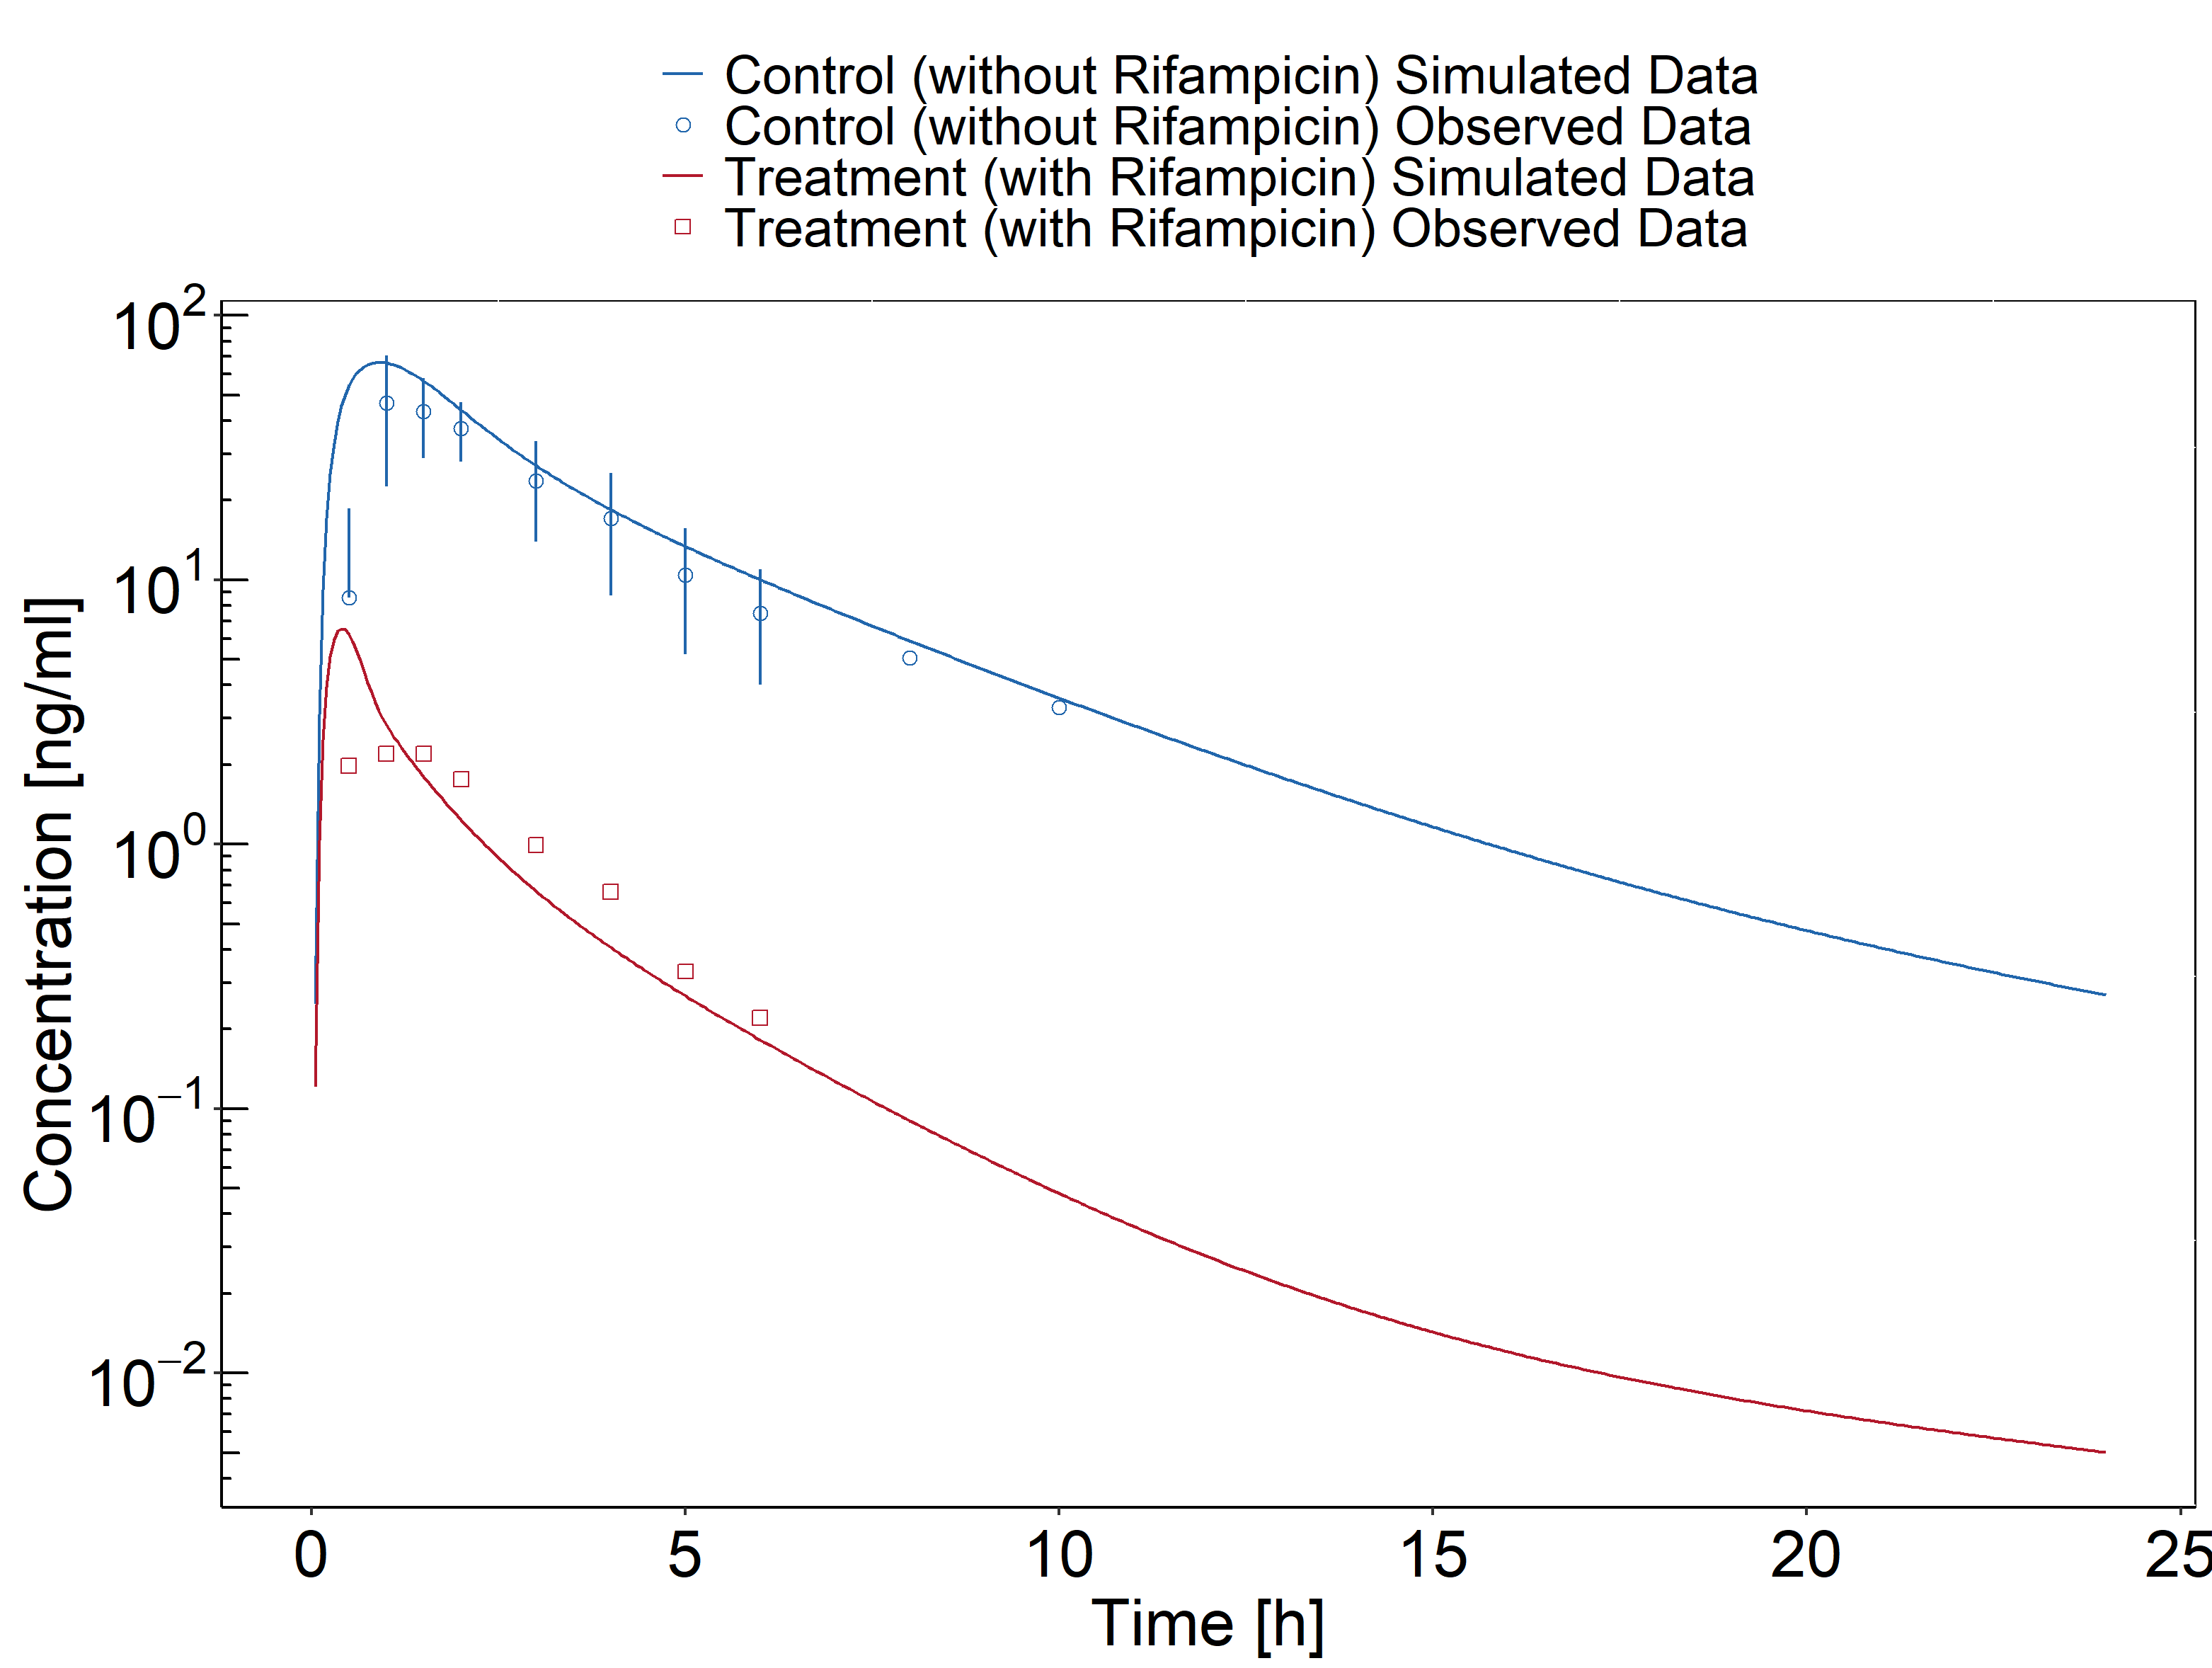 Control (without Rifampicin) Simulated Data
Control (without Rifampicin) Observed Data
Treatment (with Rifampicin) Simulated Data
Treatment (with Rifampicin) Observed Data
10²
10¹
10⁰
10⁻¹
10⁻²
Concentration [ng/ml]
0 5 10 15 20 25
Time [h]